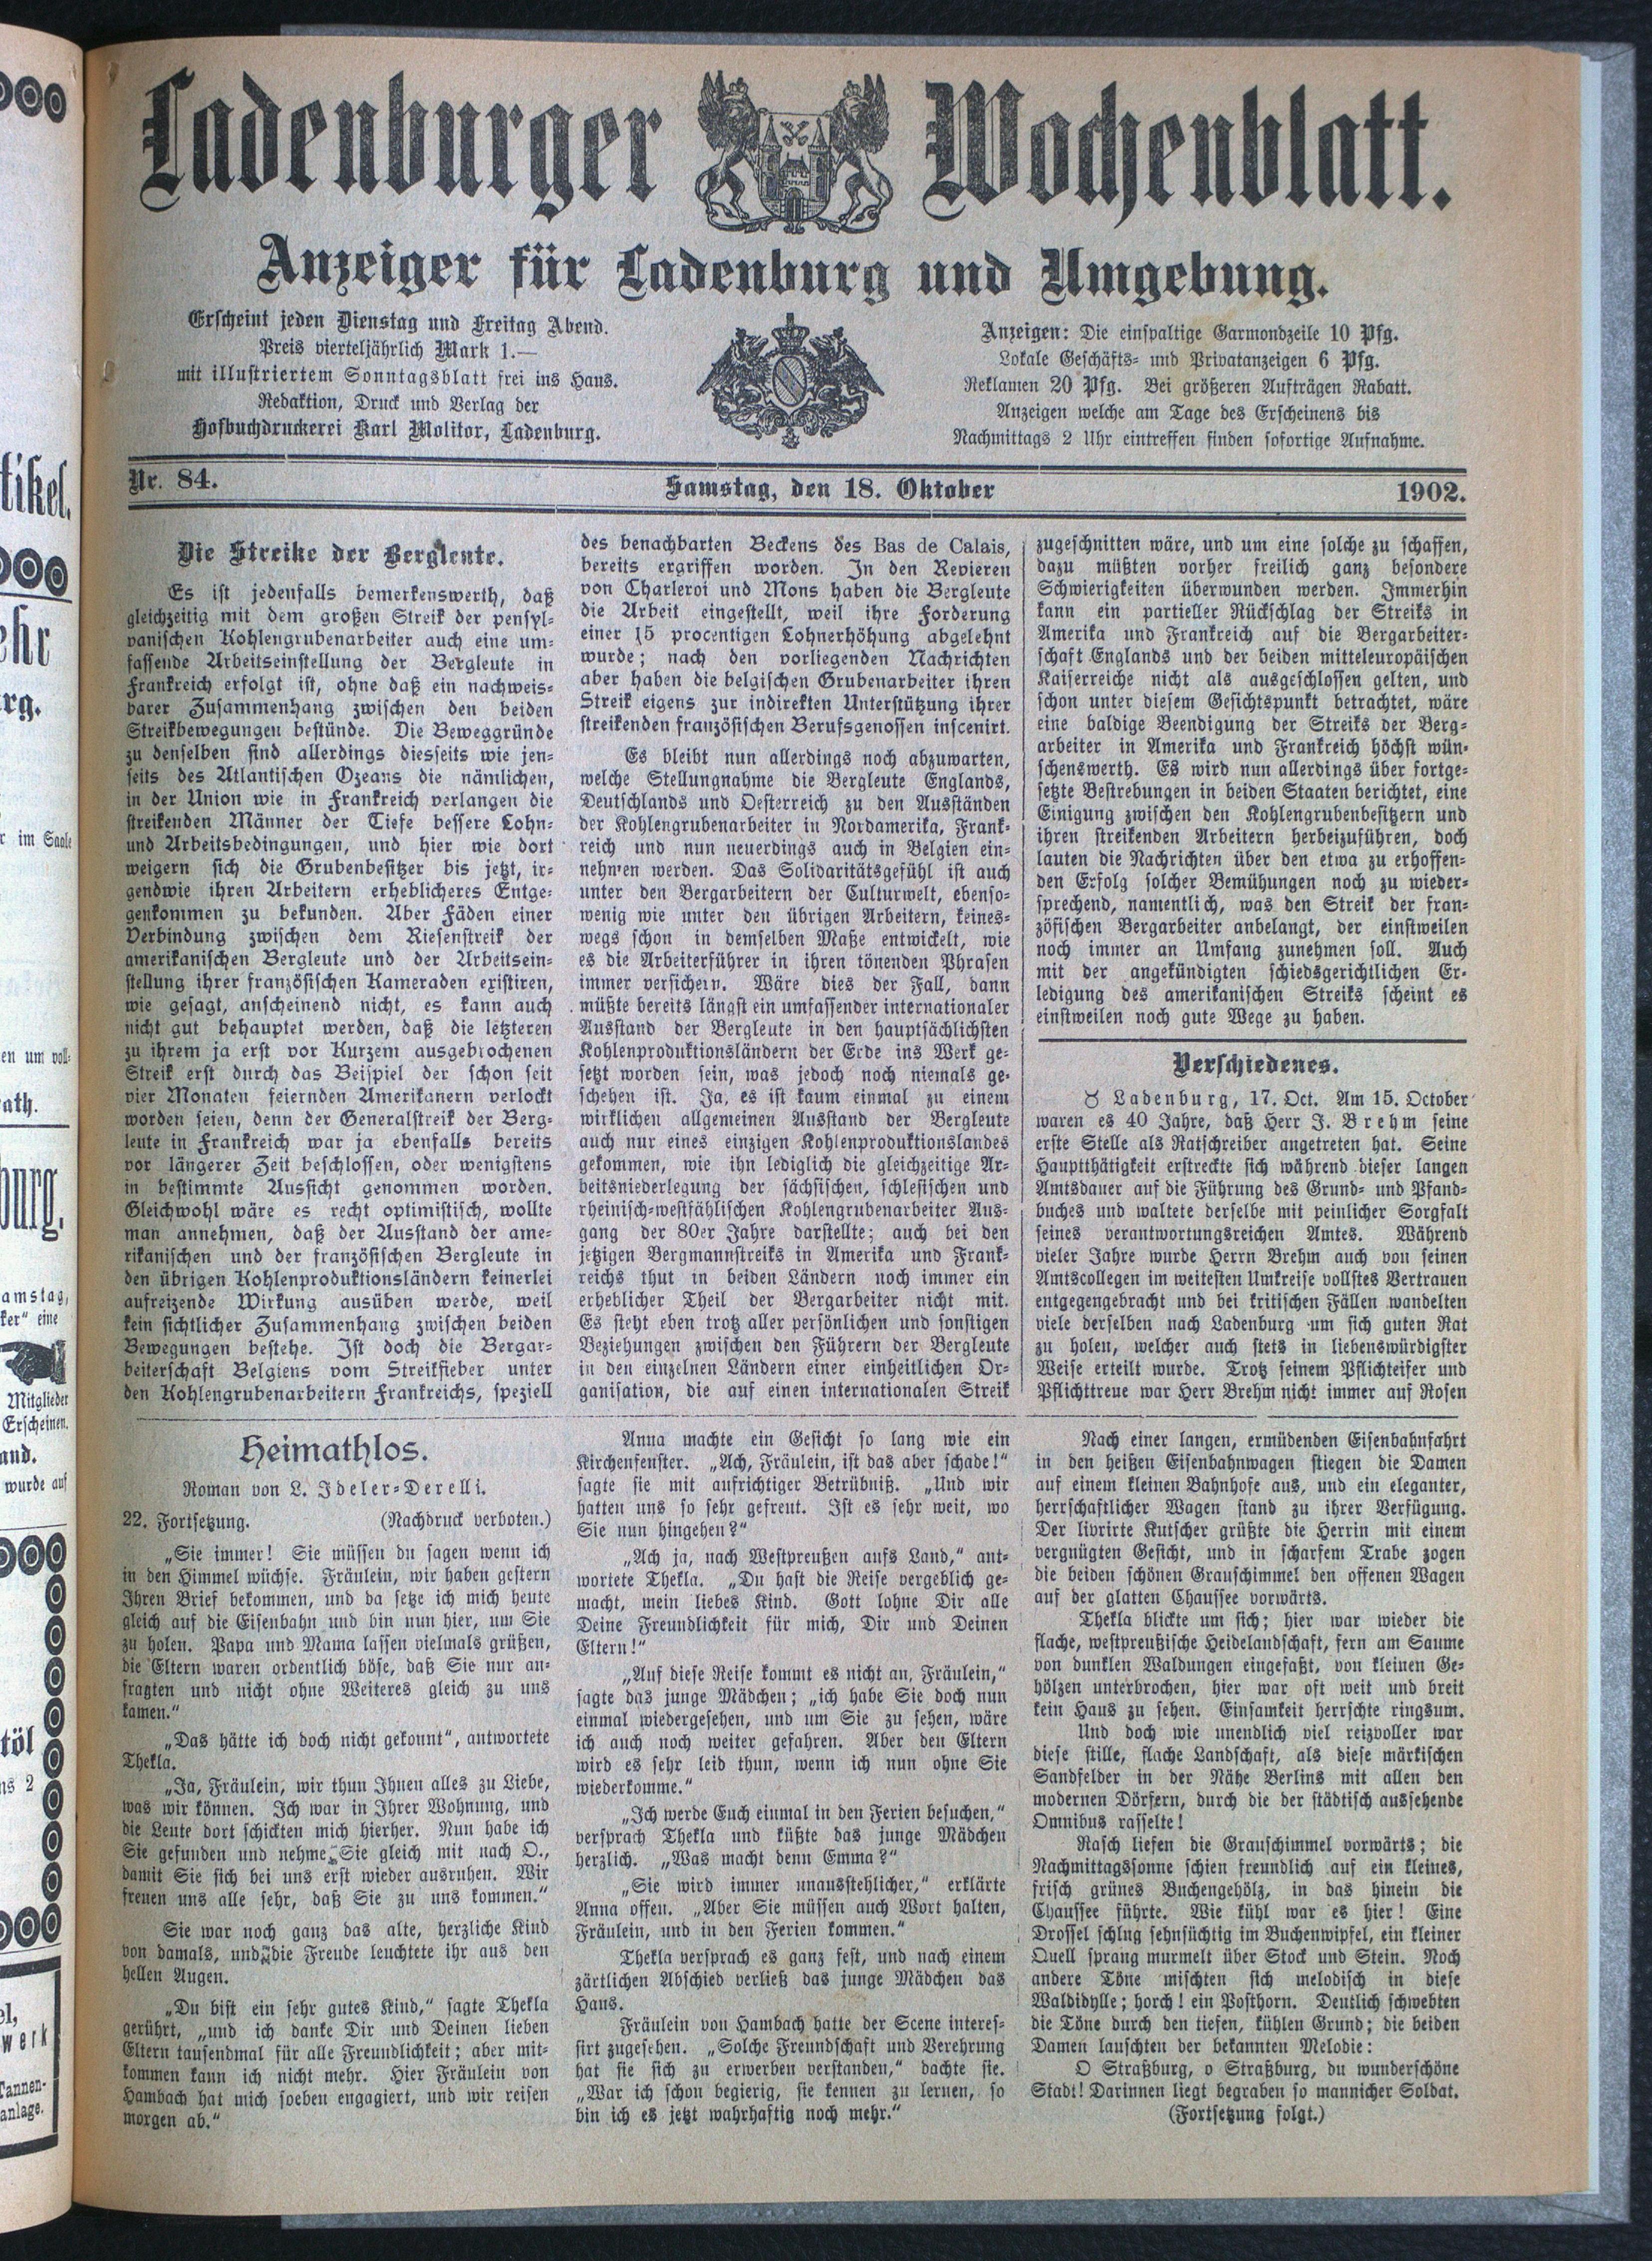 Ladenburger Wochenblatt.
Anzeiger für Ladenburg und Umgebung.
Erscheint jeden Dienstag und Freitag Abend.
Preis vierteljährlich Mark 1.—
mit illustriertem Sonntagsblatt frei ins Haus.
Redaktion, Druck und Verlag der
Hofbuchdruckerei Karl Molitor, Ladenburg.
Anzeigen: Die einspaltige Garmondzeile 10 Pfg.
Lokale Geschäfts- und Privatanzeigen 6 Pfg.
Reklamen 20 Pfg. Bei größeren Aufträgen Rabatt.
Anzeigen welche am Tage des Erscheinens bis
Nachmittags 2 Uhr eintreffen finden sofortige Aufnahme.
Nr. 84. Samstag, den 18. Oktober 1902.
Die Streike der Bergleute.
Es ist jedenfalls bemerkenswerth, daß
gleichzeitig mit dem großen Streik der pensyl-
vanischen Kohlengrubenarbeiter auch eine um-
fassende Arbeitseinstellung der Bergleute in
Frankreich erfolgt ist, ohne daß ein nachweis-
barer Zusammenhang zwischen den beiden
Streikbewegungen bestünde. Die Beweggründe
zu denselben sind allerdings diesseits wie jen-
seits des Atlantischen Ozeans die nämlichen,
in der Union wie in Frankreich verlangen die
streikenden Männer der Tiefe bessere Lohn-
und Arbeitsbedingungen, und hier wie dort
weigern sich die Grubenbesitzer bis jetzt, ir-
gendwie ihren Arbeitern erheblicheres Entge-
genkommen zu bekunden. Aber Fäden einer
Verbindung zwischen dem Riesenstreik der
amerikanischen Bergleute und der Arbeitsein-
stellung ihrer französischen Kameraden existiren,
wie gesagt, anscheinend nicht, es kann auch
nicht gut behauptet werden, daß die letzteren
zu ihrem ja erst vor Kurzem ausgebrochenen
Streik erst durch das Beispiel der schon seit
vier Monaten feiernden Amerikanern verlockt
worden seien, denn der Generalstreik der Berg-
leute in Frankreich war ja ebenfalls bereits
vor längerer Zeit beschlossen, oder wenigstens
in bestimmte Aussicht genommen worden.
Gleichwohl wäre es recht optimistisch, wollte
man annehmen, daß der Ausstand der ame-
rikanischen und der französischen Bergleute in
den übrigen Kohlenproduktionsländern keinerlei
aufreizende Wirkung ausüben werde, weil
kein sichtlicher Zusammenhang zwischen beiden
Bewegungen bestehe. Ist doch die Bergar-
beiterschaft Belgiens vom Streikfieber unter
den Kohlengrubenarbeitern Frankreichs, speziell
des benachbarten Beckens des Bas de Calais,
bereits ergriffen worden. In den Revieren
von Charleroi und Mons haben die Bergleute
die Arbeit eingestellt, weil ihre Forderung
einer 15 procentigen Lohnerhöhung abgelehnt
wurde; nach den vorliegenden Nachrichten
aber haben die belgischen Grubenarbeiter ihren
Streik eigens zur indirekten Unterstützung ihrer
streikenden französischen Berufsgenossen inscenirt.
Es bleibt nun allerdings noch abzuwarten,
welche Stellungnahme die Bergleute Englands,
Deutschlands und Oesterreich zu den Ausständen
der Kohlengrubenarbeiter in Nordamerika, Frank-
reich und nun neuerdings auch in Belgien ein-
nehmen werden. Das Solidaritätsgefühl ist auch
unter den Bergarbeitern der Culturwelt, ebenso-
wenig wie unter den übrigen Arbeitern, keines-
wegs schon in demselben Maße entwickelt, wie
es die Arbeiterführer in ihren tönenden Phrasen
immer versichern. Wäre dies der Fall, dann
müßte bereits längst ein umfassender internationaler
Ausstand der Bergleute in den hauptsächlichsten
Kohlenproduktionsländern der Erde ins Werk ge-
setzt worden sein, was jedoch noch niemals ge-
schehen ist. Ja, es ist kaum einmal zu einem
wirklichen allgemeinen Ausstand der Bergleute
auch nur eines einzigen Kohlenproduktionslandes
gekommen, wie ihn lediglich die gleichzeitige Ar-
beitsniederlegung der sächsischen, schlesischen und
rheinisch-westfählischen Kohlengrubenarbeiter Aus-
gang der 80er Jahre darstellte; auch bei den
jetzigen Bergmannstreiks in Amerika und Frank-
reichs thut in beiden Ländern noch immer ein
erheblicher Theil der Bergarbeiter nicht mit.
Es steht eben trotz aller persönlichen und sonstigen
Beziehungen zwischen den Führern der Bergleute
in den einzelnen Ländern einer einheitlichen Or-
ganisation, die auf einen internationalen Streik
zugeschnitten wäre, und um eine solche zu schaffen,
dazu müßten vorher freilich ganz besondere
Schwierigkeiten überwunden werden. Immerhin
kann ein partieller Rückschlag der Streiks in
Amerika und Frankreich auf die Bergarbeiter-
schaft Englands und der beiden mitteleuropäischen
Kaiserreiche nicht als ausgeschlossen gelten, und
schon unter diesem Gesichtspunkt betrachtet, wäre
eine baldige Beendigung der Streiks der Berg-
arbeiter in Amerika und Frankreich höchst wün-
schenswerth. Es wird nun allerdings über fortge-
setzte Bestrebungen in beiden Staaten berichtet, eine
Einigung zwischen den Kohlengrubenbesitzern und
ihren streikenden Arbeitern herbeizuführen, doch
lauten die Nachrichten über den etwa zu erhoffen-
den Erfolg solcher Bemühungen noch zu wieder-
sprechend, namentlich, was den Streik der fran-
zösischen Bergarbeiter anbelangt, der einstweilen
noch immer an Umfang zunehmen soll. Auch
mit der angekündigten schiedsgerichtlichen Er-
ledigung des amerikanischen Streiks scheint es
einstweilen noch gute Wege zu haben.
Verschiedenes.
♉ Ladenburg, 17. Oct. Am 15. October
waren es 40 Jahre, daß Herr J. Brehm seine
erste Stelle als Ratschreiber angetreten hat. Seine
Hauptthätigkeit erstreckte sich während dieser langen
Amtsdauer auf die Führung des Grund- und Pfand-
buches und waltete derselbe mit peinlicher Sorgfalt
seines verantwortungsreichen Amtes. Während
vieler Jahre wurde Herrn Brehm auch von seinen
Amtscollegen im weitesten Umkreise vollstes Vertrauen
entgegengebracht und bei kritischen Fällen wandelten
viele derselben nach Ladenburg um sich guten Rat
zu holen, welcher auch stets in liebenswürdigster
Weise erteilt wurde. Trotz seinem Pflichteifer und
Pflichttreue war Herr Brehm nicht immer auf Rosen
Heimathlos.
Roman von L. Ideler-Derelli.
22. Fortsetzung. (Nachdruck verboten.)
„Sie immer! Sie müssen du sagen wenn ich
in den Himmel wüchse. Fräulein, wir haben gestern
Ihren Brief bekommen, und da setze ich mich heute
gleich auf die Eisenbahn und bin nun hier, um Sie
zu holen. Papa und Mama lassen vielmals grüßen,
die Eltern waren ordentlich böse, daß Sie nur an-
fragten und nicht ohne Weiteres gleich zu uns
kamen.“
„Das hätte ich doch nicht gekonnt“, antwortete
Thekla.
„Ja, Fräulein, wir thun Ihnen alles zu Liebe,
was wir können. Ich war in Ihrer Wohnung, und
die Leute dort schickten mich hierher. Nun habe ich
Sie gefunden und nehme Sie gleich mit nach O.,
damit Sie sich bei uns erst wieder ausruhen. Wir
freuen uns alle sehr, daß Sie zu uns kommen.“
Sie war noch ganz das alte, herzliche Kind
von damals, und die Freude leuchtete ihr aus den
hellen Augen.
„Du bist ein sehr gutes Kind,“ sagte Thekla
gerührt, „und ich danke Dir und Deinen lieben
Eltern tausendmal für alle Freundlichkeit; aber mit-
kommen kann ich nicht mehr. Hier Fräulein von
Hambach hat mich soeben engagiert, und wir reisen
morgen ab.“
Anna machte ein Gesicht so lang wie ein
Kirchenfenster. „Ach, Fräulein, ist das aber schade!“
sagte sie mit aufrichtiger Betrübniß. „Und wir
hatten uns so sehr gefreut. Ist es sehr weit, wo
Sie nun hingehen?“
„Ach ja, nach Westpreußen aufs Land,“ ant-
wortete Thekla. „Du hast die Reise vergeblich ge-
macht, mein liebes Kind. Gott lohne Dir alle
Deine Freundlichkeit für mich, Dir und Deinen
Eltern!“
„Auf diese Reise kommt es nicht an, Fräulein,“
sagte das junge Mädchen; „ich habe Sie doch nun
einmal wiedergesehen, und um Sie zu sehen, wäre
ich auch noch weiter gefahren. Aber den Eltern
wird es sehr leid thun, wenn ich nun ohne Sie
wiederkomme.“
„Ich werde Euch einmal in den Ferien besuchen,“
versprach Thekla und küßte das junge Mädchen
herzlich. „Was macht denn Emma?“
„Sie wird immer unausstehlicher,“ erklärte
Anna offen. „Aber Sie müssen auch Wort halten,
Fräulein, und in den Ferien kommen.“
Thekla versprach es ganz fest, und nach einem
zärtlichen Abschied verließ das junge Mädchen das
Haus.
Fräulein von Hambach hatte der Scene interes-
sirt zugesehen. „Solche Freundschaft und Verehrung
hat sie sich zu erwerben verstanden,“ dachte sie.
„War ich schon begierig, sie kennen zu lernen, so
bin ich es jetzt wahrhaftig noch mehr.“
Nach einer langen, ermüdenden Eisenbahnfahrt
in den heißen Eisenbahnwagen stiegen die Damen
auf einem kleinen Bahnhofe aus, und ein eleganter,
herrschaftlicher Wagen stand zu ihrer Verfügung.
Der livrirte Kutscher grüßte die Herrin mit einem
vergnügten Gesicht, und in scharfem Trabe zogen
die beiden schönen Grauschimmel den offenen Wagen
auf der glatten Chaussee vorwärts.
Thekla blickte um sich; hier war wieder die
flache, westpreußische Heidelandschaft, fern am Saume
von dunklen Waldungen eingefaßt, von kleinen Ge-
hölzen unterbrochen, hier war oft weit und breit
kein Haus zu sehen. Einsamkeit herrschte ringsum.
Und doch wie unendlich viel reizvoller war
diese stille, flache Landschaft, als diese märkischen
Sandfelder in der Nähe Berlins mit allen den
modernen Dörfern, durch die der städtisch aussehende
Omnibus rasselte!
Rasch liefen die Grauschimmel vorwärts; die
Nachmittagssonne schien freundlich auf ein kleines,
frisch grünes Buchengehölz, in das hinein die
Chaussee führte. Wie kühl war es hier! Eine
Drossel schlug sehnsüchtig im Buchenwipfel, ein kleiner
Quell sprang murmelt über Stock und Stein. Noch
andere Töne mischten sich melodisch in diese
Waldidylle; horch! ein Posthorn. Deutlich schwebten
die Töne durch den tiefen, kühlen Grund; die beiden
Damen lauschten der bekannten Melodie:
O Straßburg, o Straßburg, du wunderschöne
Stadt! Darinnen liegt begraben so mannicher Soldat.
(Fortsetzung folgt.)